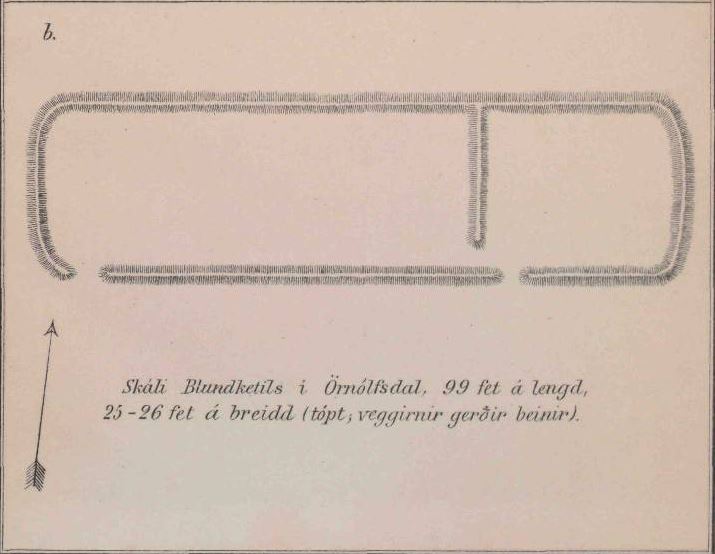 b.
Skáli Blundketils i Örnólfsdal, 99 fet á lengd,
25-26 fet á breidd (tópt; veggirnir gerðir beinir).